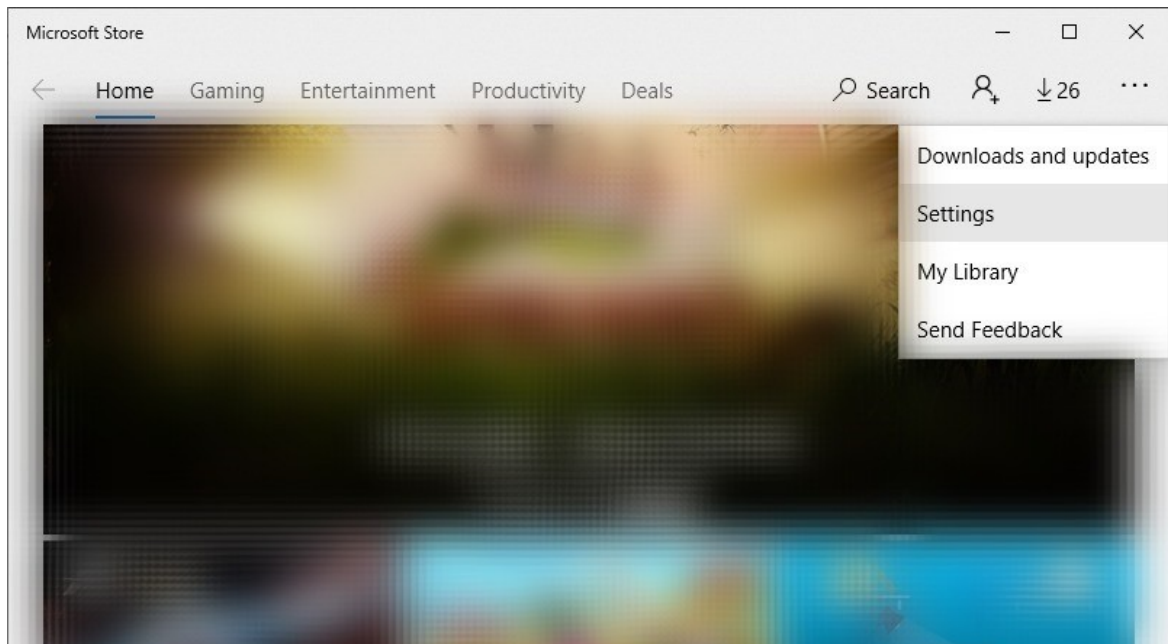 Microsoft Store
Home Gaming Entertainment Productivity Deals Search 26
Downloads and updates
Settings
My Library
Send Feedback